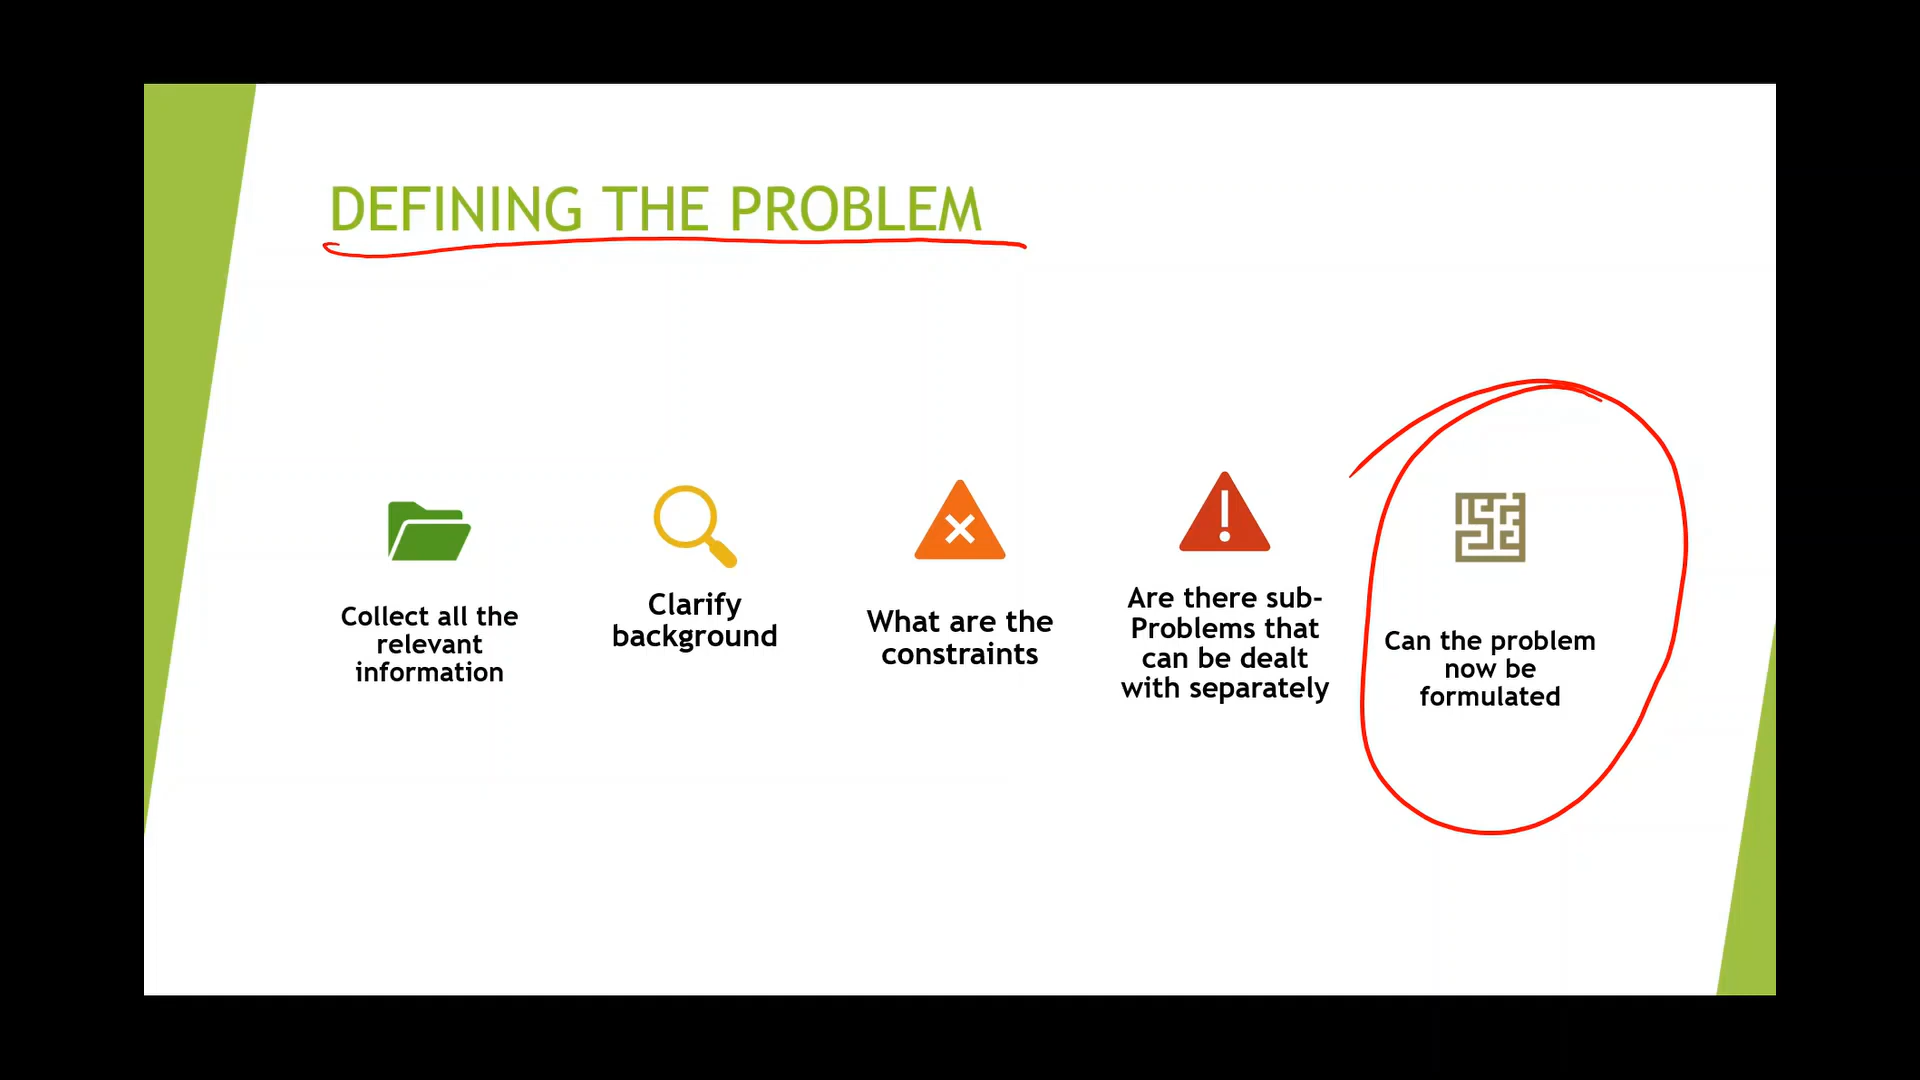 DEFINING THE PROBLEM
Collect all the
relevant
information
Clarify
background
What are the
constraints
Are there sub-
Problems that
can be dealt
with separately
Can the problem
now be
formulated